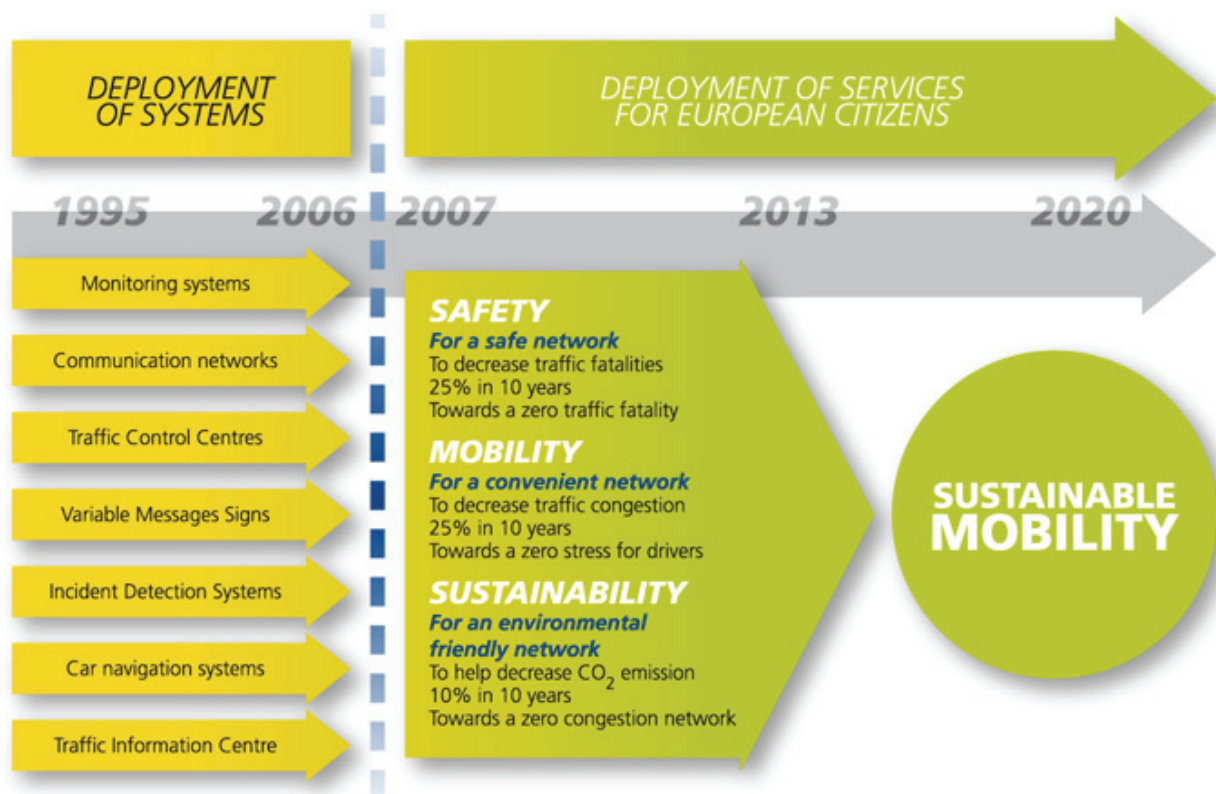 DEPLOYMENT
OF SYSTEMS
DEPLOYMENT OF SERVICES
FOR EUROPEAN CITIZENS
1995
2006
2007
2013
2020
Monitoring systems
Communication networks
Traffic Control Centres
Variable Messages Signs
Incident Detection Systems
Car navigation systems
Traffic Information Centre
SAFETY
For a safe network
To decrease traffic fatalities
25% in 10 years
Towards a zero traffic fatality
MOBILITY
For a convenient network
To decrease traffic congestion
25% in 10 years
Towards a zero stress for drivers
SUSTAINABILITY
For an environmental
friendly network
To help decrease CO₂ emission
10% in 10 years
Towards a zero congestion network
SUSTAINABLE
MOBILITY